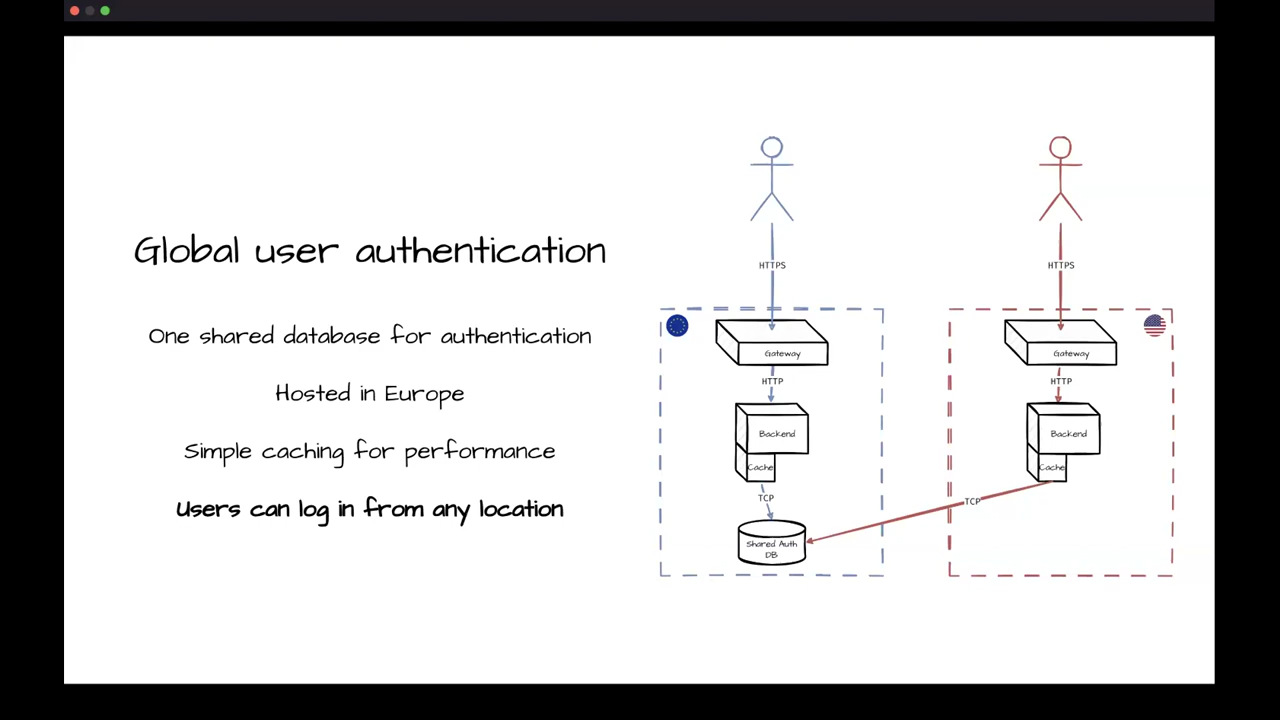 Global user authentication
One shared database for authentication
Hosted in Europe
Simple caching for performance
Users can log in from any location
HTTPS
Gateway
HTTP
Backend
Cache
TCP
Shared Auth
DB
HTTPS
Gateway
HTTP
Backend
Cache
TCP